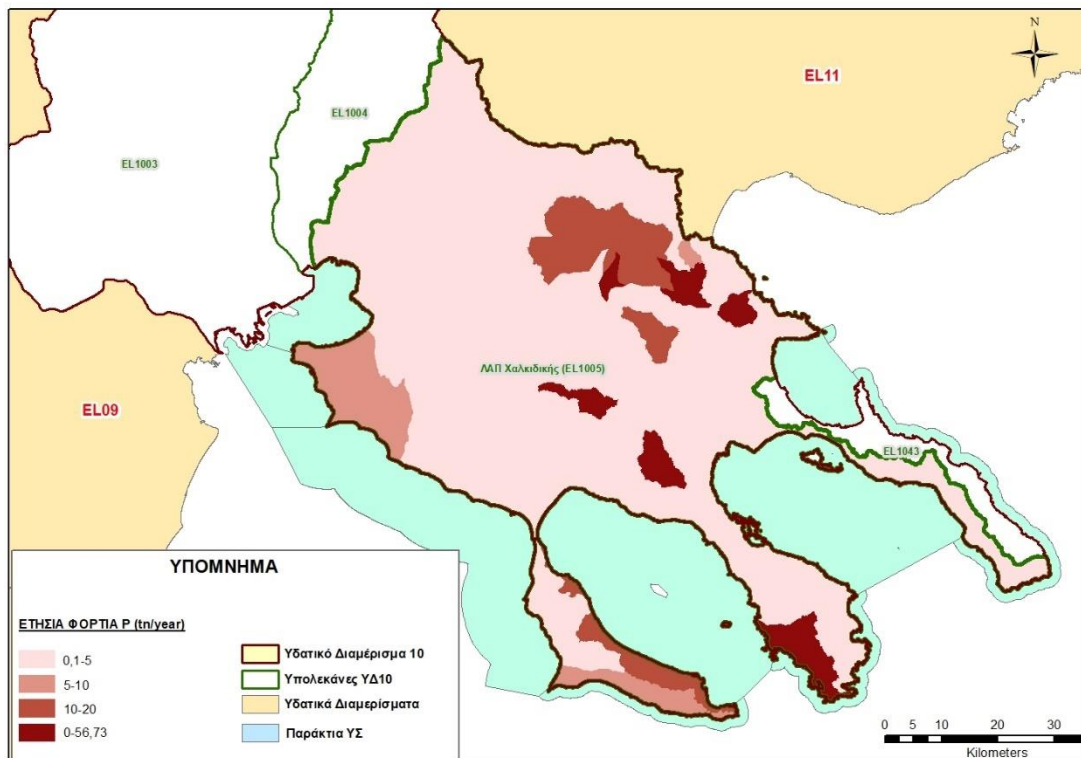 N
EL11
EL1004
EL1003
ΛΑΠ Χαλκιδικής (EL1005)
EL09
EL1043
ΥΠΟΜΝΗΜΑ
ΕΤΗΣΙΑ ΦΟΡΤΙΑ P (tn/year)
0,1-5
5-10
10-20
0-56,73
Υδατικό Διαμέρισμα 10
Υπολεκάνες ΥΔ10
Υδατικά Διαμερίσματα
Παράκτια ΥΣ
0 5 10 20 30
Kilometers